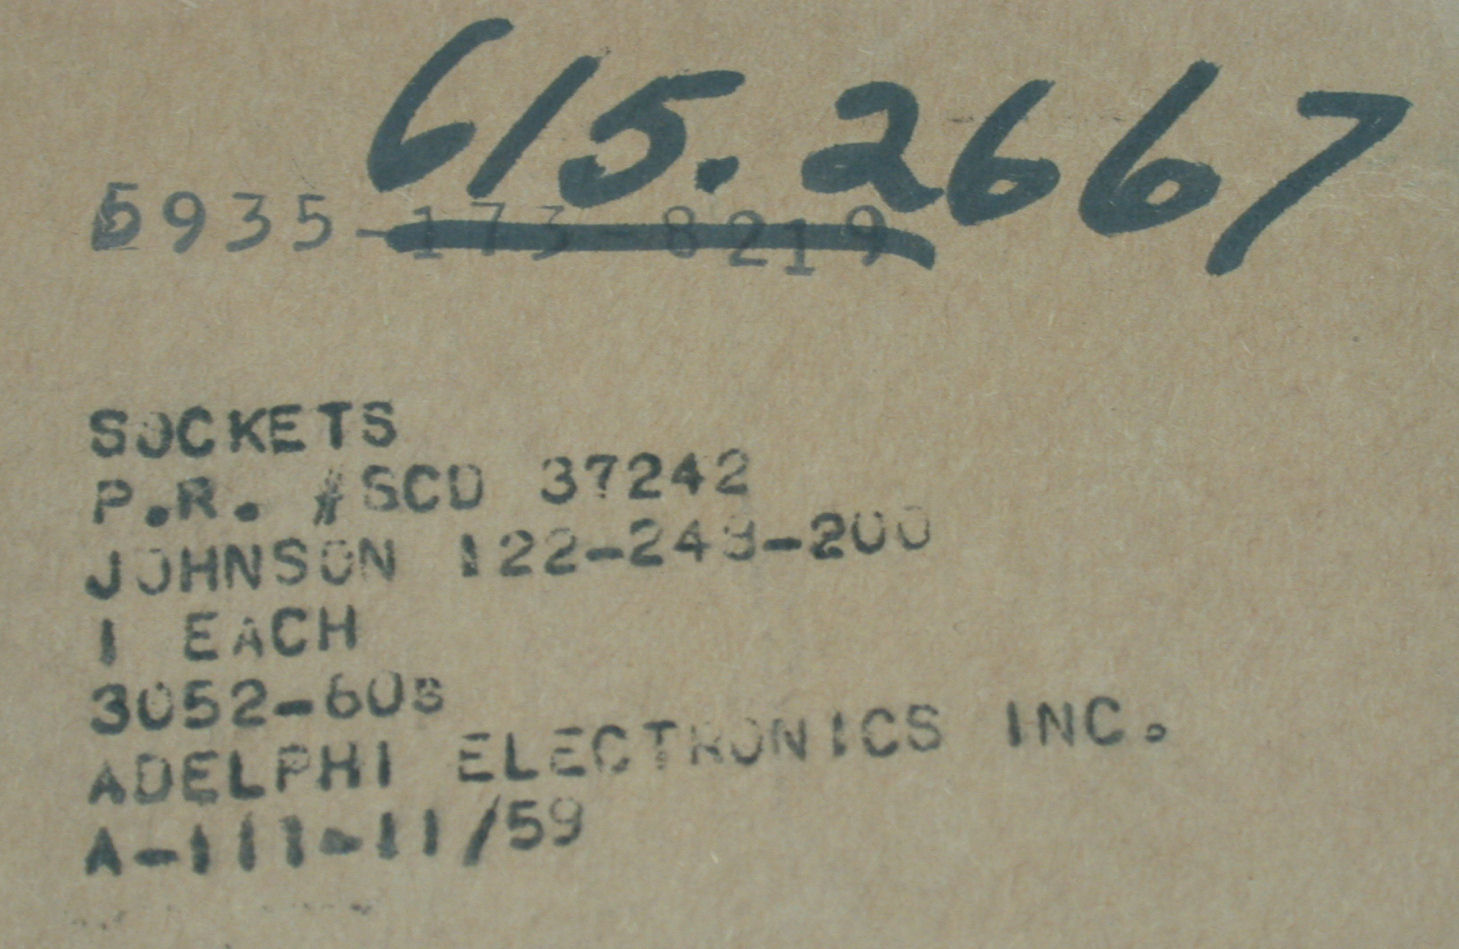 615.2667
5935-173-8219
SOCKETS
P.R. #SCD 37242
JOHNSON 122-248-200
1 EACH
3052-60s
ADELPHI ELECTRONICS INC.
A-111-11/59